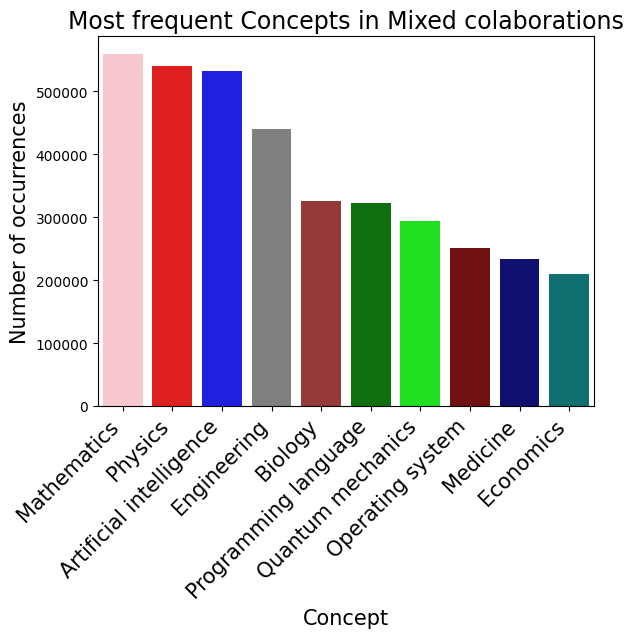 Most frequent Concepts in Mixed colaborations
Number of occurrences
500000
400000
300000
200000
100000
0
Mathematics
Physics
Artificial intelligence
Engineering
Biology
Programming language
Quantum mechanics
Operating system
Medicine
Economics
Concept